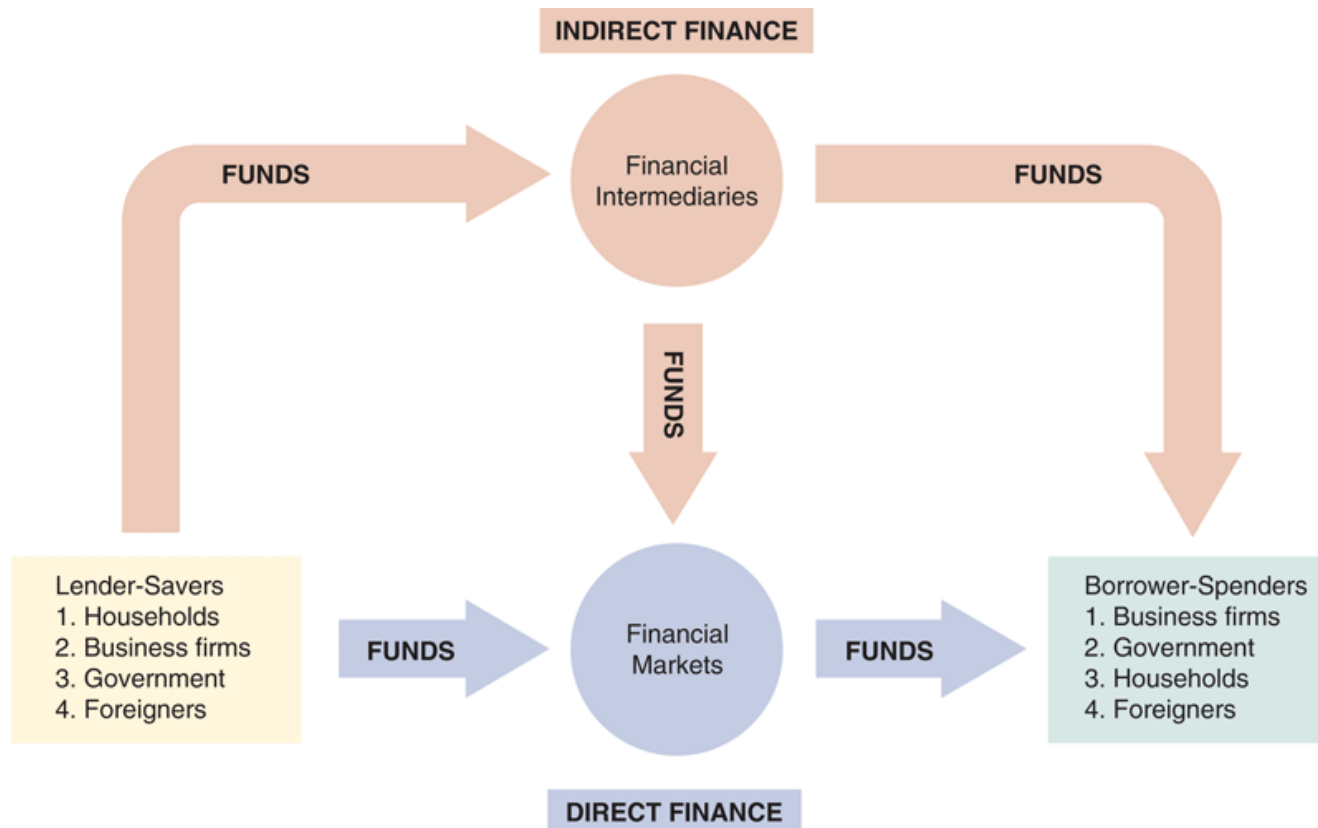 INDIRECT FINANCE
FUNDS
Financial
Intermediaries
FUNDS
FUNDS
Lender-Savers
1. Households
2. Business firms
3. Government
4. Foreigners
FUNDS
Financial
Markets
FUNDS
Borrower-Spenders
1. Business firms
2. Government
3. Households
4. Foreigners
DIRECT FINANCE